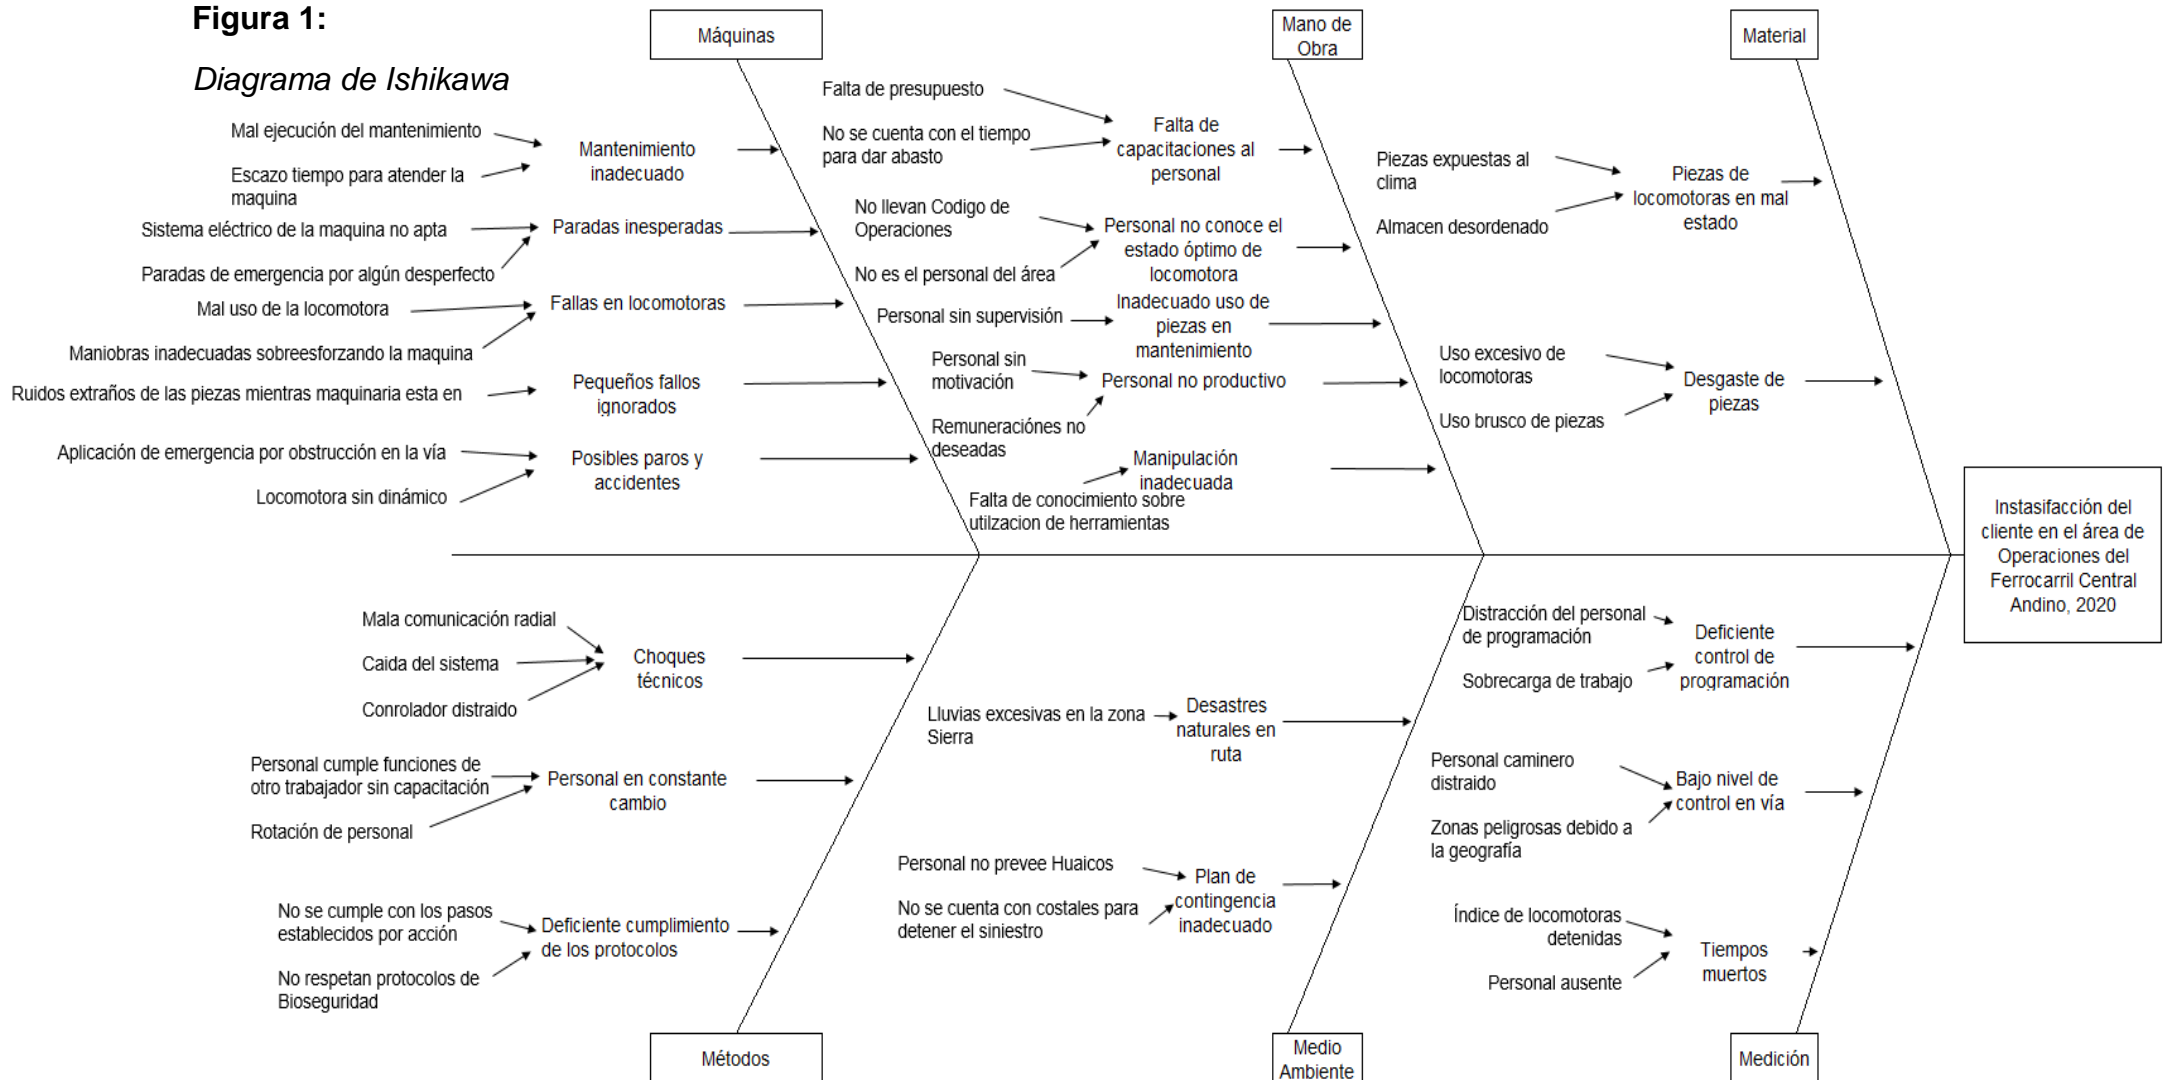 Figura 1:
Diagrama de Ishikawa
Máquinas
Mal ejecución del mantenimiento
Escazo tiempo para atender la
maquina
Mantenimiento
inadecuado
Sistema eléctrico de la maquina no apta
Paradas de emergencia por algún desperfecto
Paradas inesperadas
Mal uso de la locomotora
Maniobras inadecuadas sobreesforzando la maquina
Fallas en locomotoras
Ruidos extraños de las piezas mientras maquinaria esta en
Pequeños fallos
ignorados
Aplicación de emergencia por obstrucción en la vía
Locomotora sin dinámico
Posibles paros y
accidentes
Mano de
Obra
Falta de presupuesto
No se cuenta con el tiempo
para dar abasto
Falta de
capacitaciones al
personal
No llevan Codigo de
Operaciones
No es el personal del área
Personal no conoce el
estado óptimo de
locomotora
Personal sin supervisión
Inadecuado uso de
piezas en
mantenimiento
Personal sin
motivación
Remuneraciónes no
deseadas
Personal no productivo
Falta de conocimiento sobre
utilzacion de herramientas
Manipulación
inadecuada
Material
Piezas expuestas al
clima
Almacen desordenado
Piezas de
locomotoras en mal
estado
Uso excesivo de
locomotoras
Uso brusco de piezas
Desgaste de
piezas
Instasifacción del
cliente en el área de
Operaciones del
Ferrocarril Central
Andino, 2020
Mala comunicación radial
Caida del sistema
Conrolador distraido
Choques
técnicos
Personal cumple funciones de
otro trabajador sin capacitación
Rotación de personal
Personal en constante
cambio
No se cumple con los pasos
establecidos por acción
No respetan protocolos de
Bioseguridad
Deficiente cumplimiento
de los protocolos
Métodos
Lluvias excesivas en la zona
Sierra
Desastres
naturales en
ruta
Personal no prevee Huaicos
No se cuenta con costales para
detener el siniestro
Plan de
contingencia
inadecuado
Medio
Ambiente
Distracción del personal
de programación
Sobrecarga de trabajo
Deficiente
control de
programación
Personal caminero
distraido
Zonas peligrosas debido a
la geografía
Bajo nivel de
control en vía
Índice de locomotoras
detenidas
Personal ausente
Tiempos
muertos
Medición